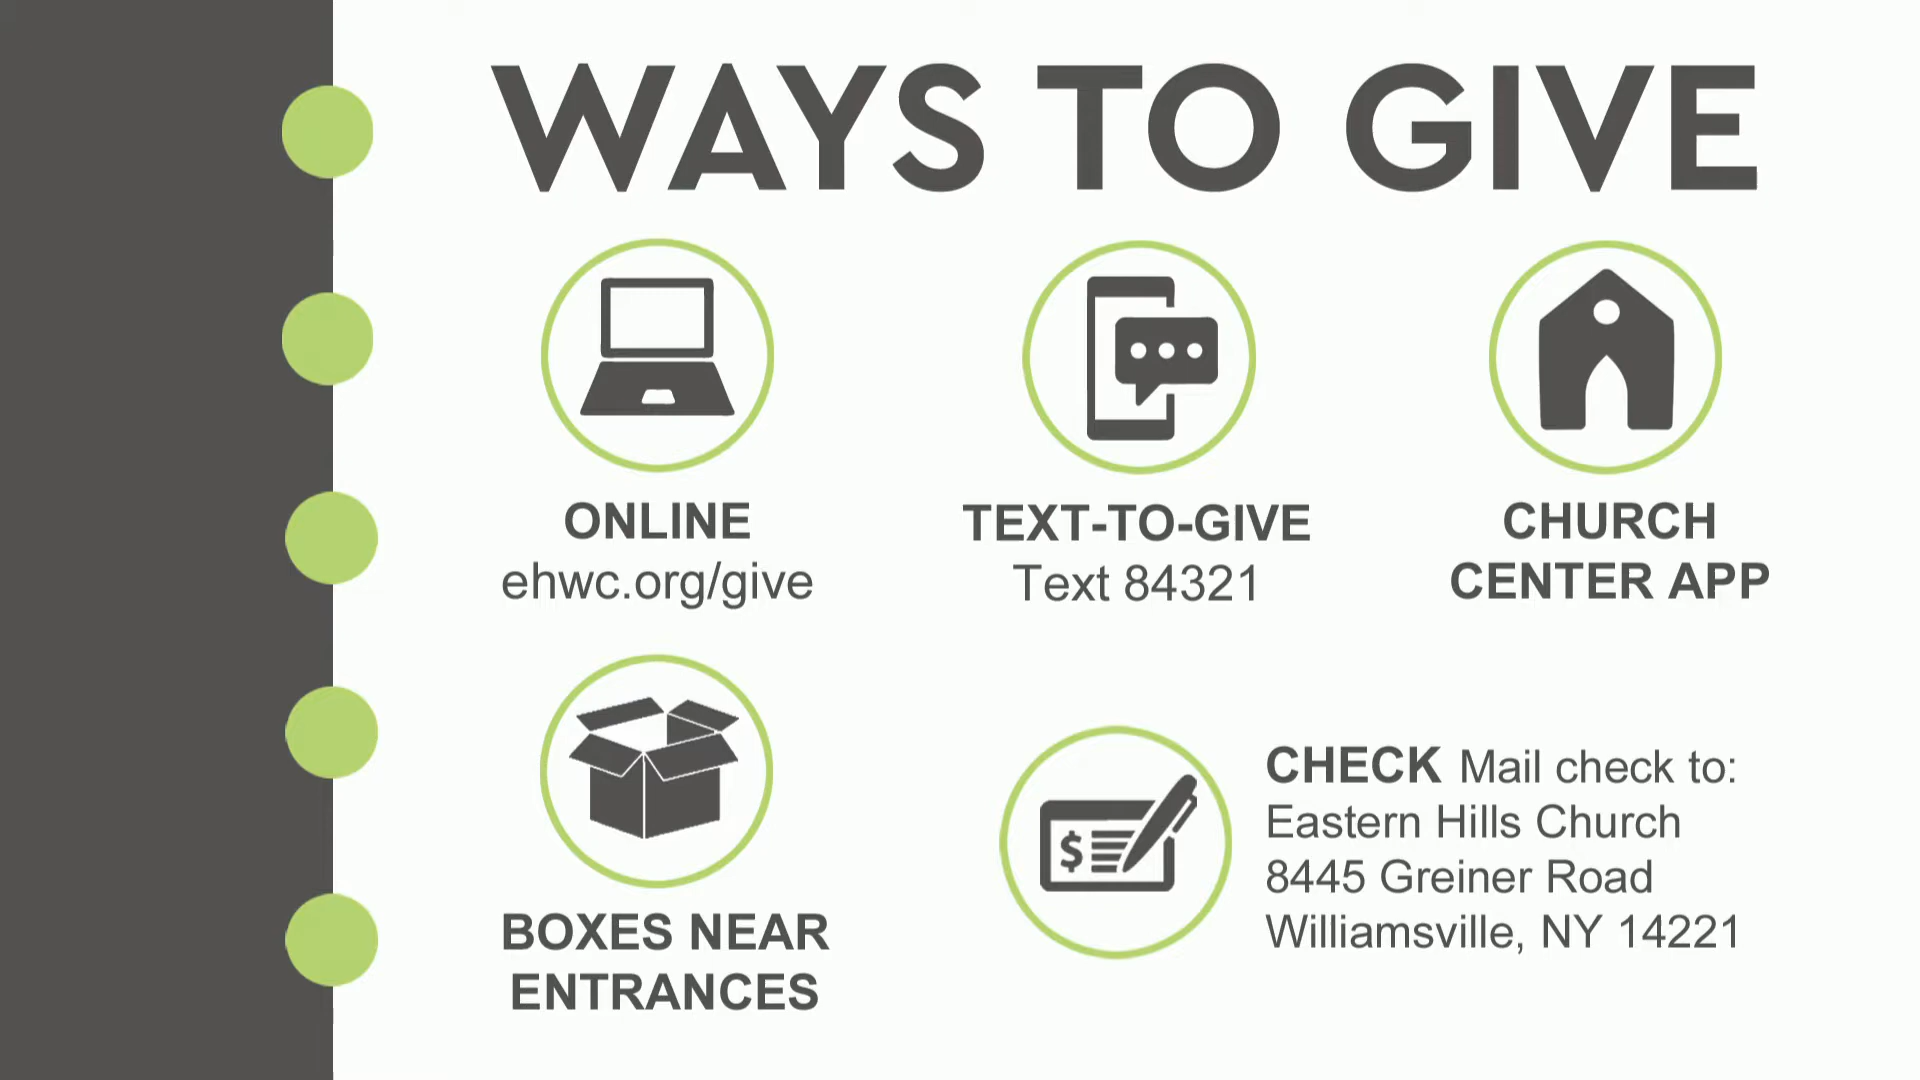 WAYS TO GIVE
ONLINE
ehwc.org/give
TEXT-TO-GIVE
Text 84321
CHURCH
CENTER APP
BOXES NEAR
ENTRANCES
$
CHECK Mail check to:
Eastern Hills Church
8445 Greiner Road
Williamsville, NY 14221